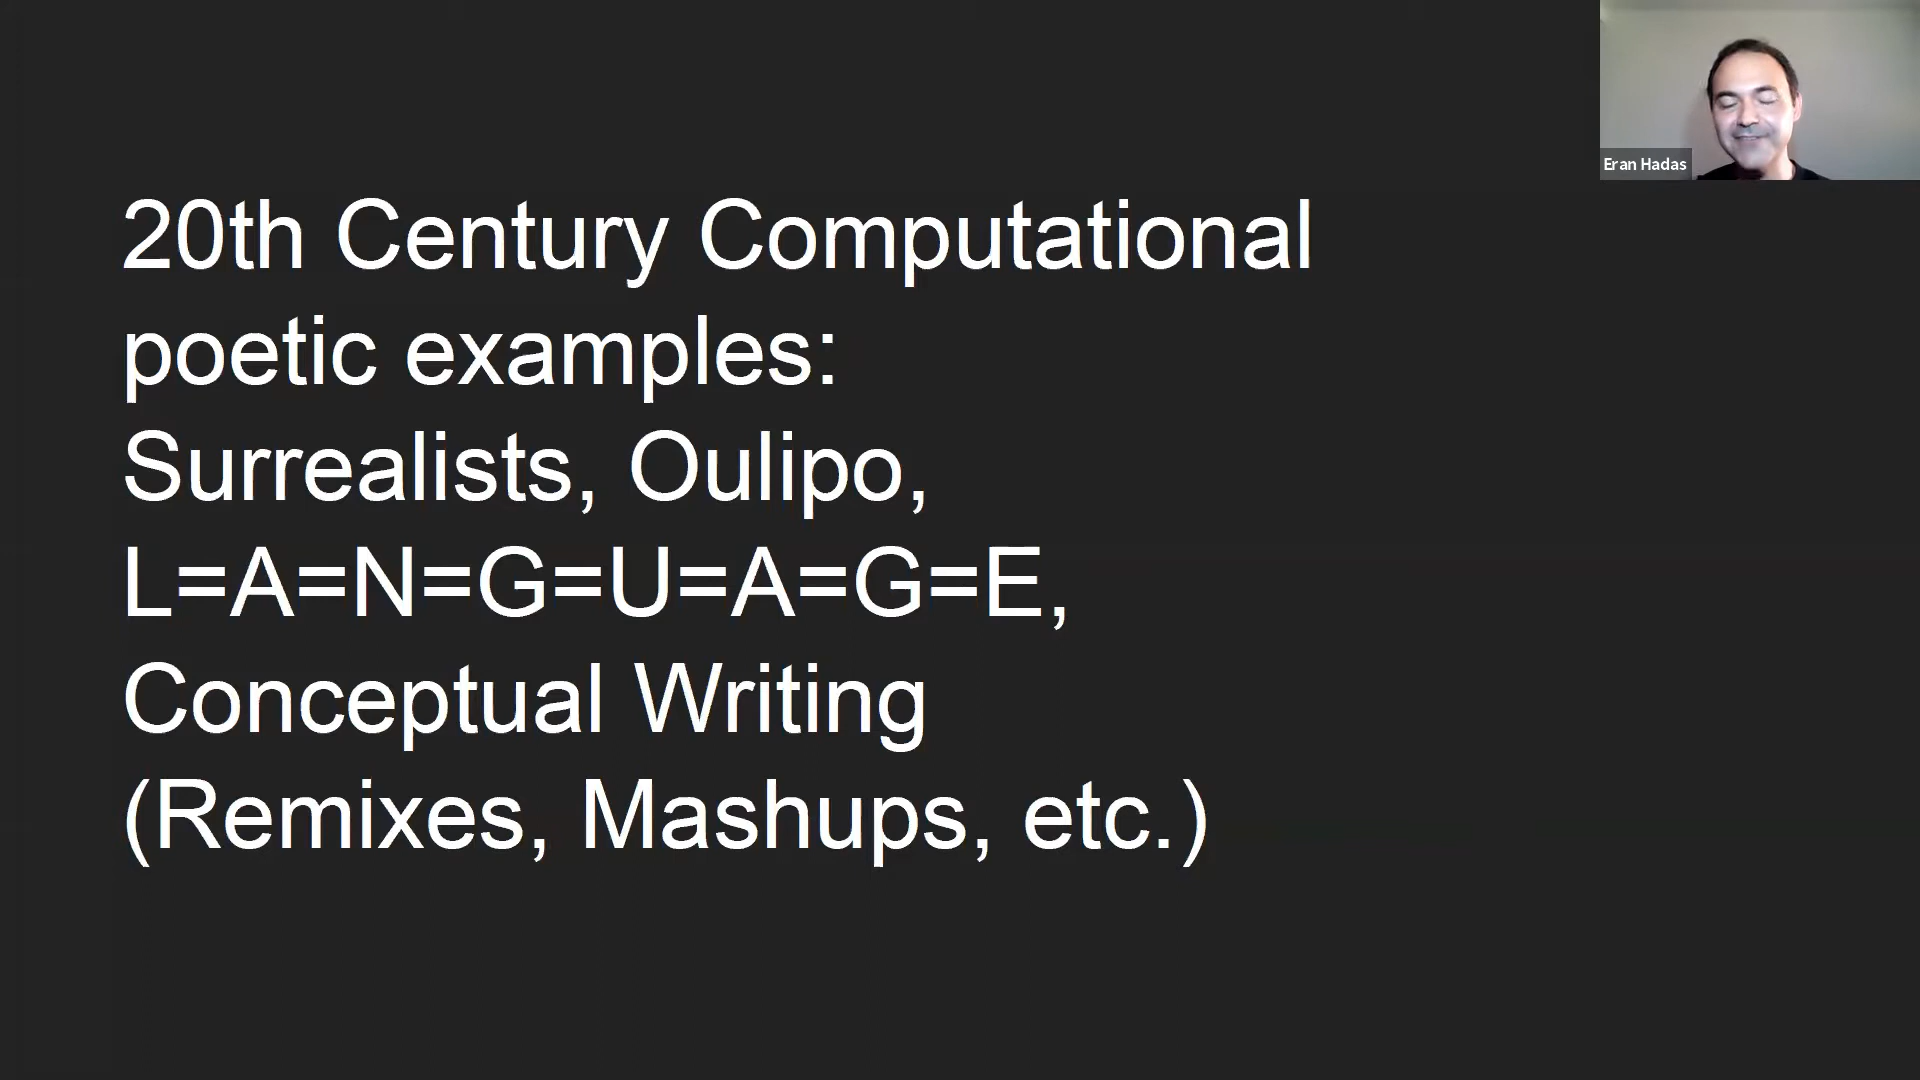 20th Century Computational
poetic examples:
Surrealists, Oulipo,
L=A=N=G=U=A=G=E,
Conceptual Writing
(Remixes, Mashups, etc.)
Eran Hadas